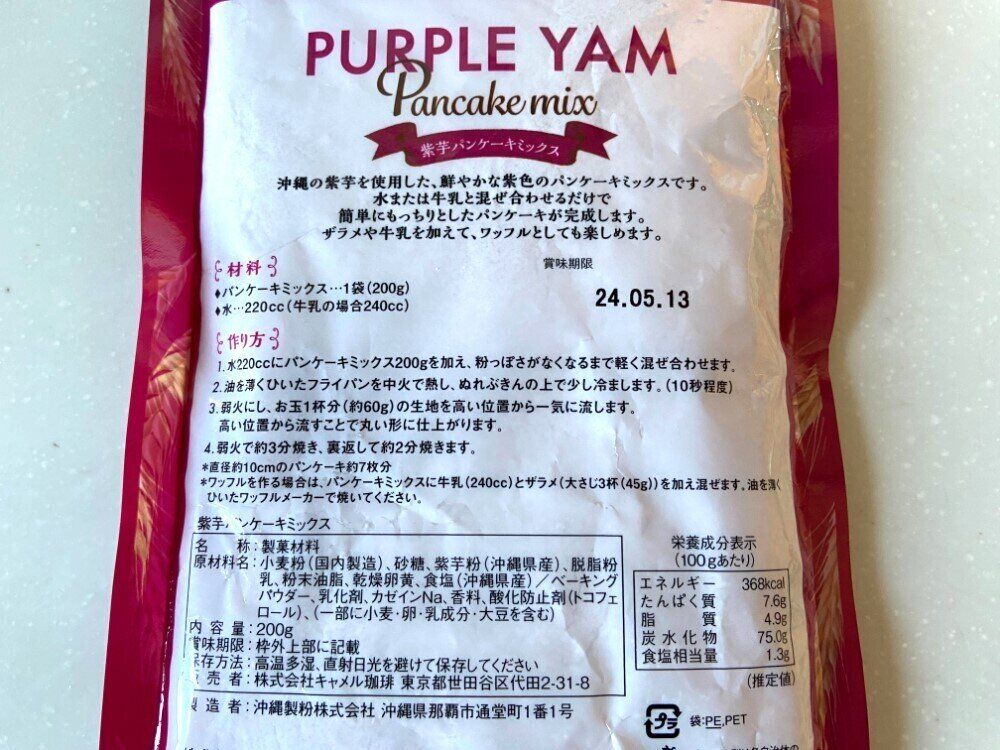 PURPLE YAM
Pancake mix
紫芋パンケーキミックス
沖縄の紫芋を使用した、鮮やかな紫色のパンケーキミックスです。
水または牛乳と混ぜ合わせるだけで
簡単にもっちりとしたパンケーキが完成します。
ザラメや牛乳を加えて、ワッフルとしても楽しめます。
材料
賞味期限
◆パンケーキミックス…1袋(200g)
◆水…220cc(牛乳の場合240cc)
24.05.13
作り方
1.水220ccにパンケーキミックス200gを加え、粉っぽさがなくなるまで軽く混ぜ合わせます。
2.油を薄くひいたフライパンを中火で熱し、ぬれぶきんの上で少し冷まします。(10秒程度)
3.弱火にし、お玉1杯分(約60g)の生地を高い位置から一気に流します。
高い位置から流すことで丸い形に仕上がります。
4.弱火で約3分焼き、裏返して約2分焼きます。
*直径約10cmのパンケーキ約7枚分
*ワッフルを作る場合は、パンケーキミックスに牛乳(240cc)とザラメ(大さじ3杯(45g))を加え混ぜます。油を薄く
ひいたワッフルメーカーで焼いてください。
紫芋パンケーキミックス
名 称:製菓材料
原材料名:小麦粉(国内製造)、砂糖、紫芋粉(沖縄県産)、脱脂粉
乳、粉末油脂、乾燥卵黄、食塩(沖縄県産)/ベーキング
パウダー、乳化剤、カゼインNa、香料、酸化防止剤(トコフェ
ロール)、(一部に小麦・卵・乳成分・大豆を含む)
内容量:200g
賞味期限:枠外上部に記載
保存方法:高温多湿、直射日光を避けて保存してください
販売者:株式会社キャメル珈琲 東京都世田谷区代田2-31-8
製造者:沖縄製粉株式会社 沖縄県那覇市通堂町1番1号
栄養成分表示
(100gあたり)
エネルギー 368kcal
たんぱく質 7.6g
脂質 4.9g
炭水化物 75.0g
食塩相当量 1.3g
(推定値)
プラ
袋:PE,PET